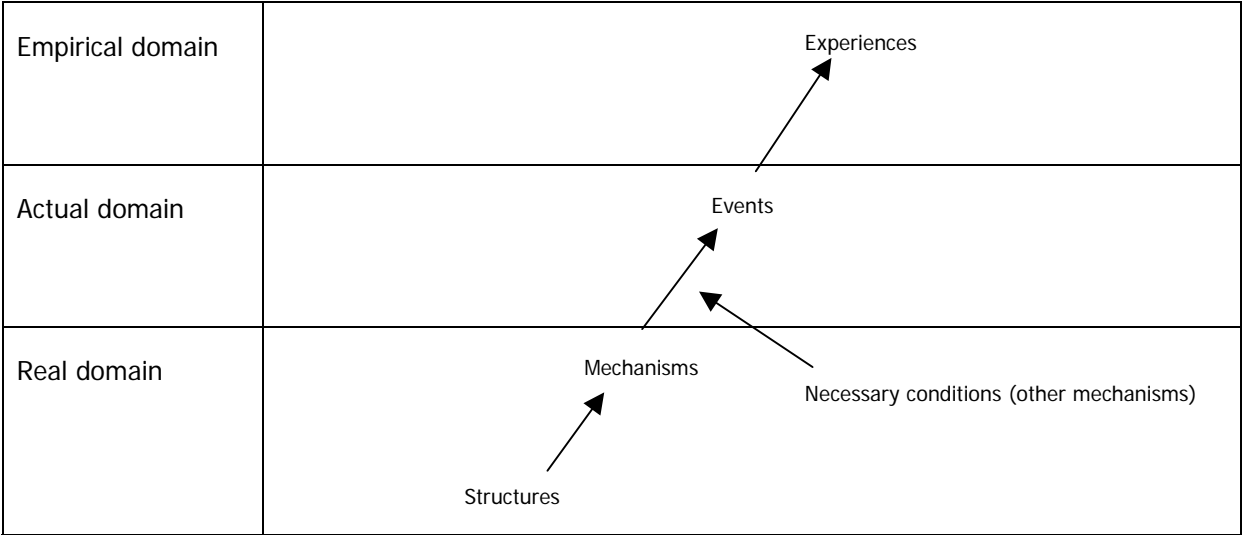 Empirical domain
Experiences
Actual domain
Events
Real domain
Mechanisms
Necessary conditions (other mechanisms)
Structures